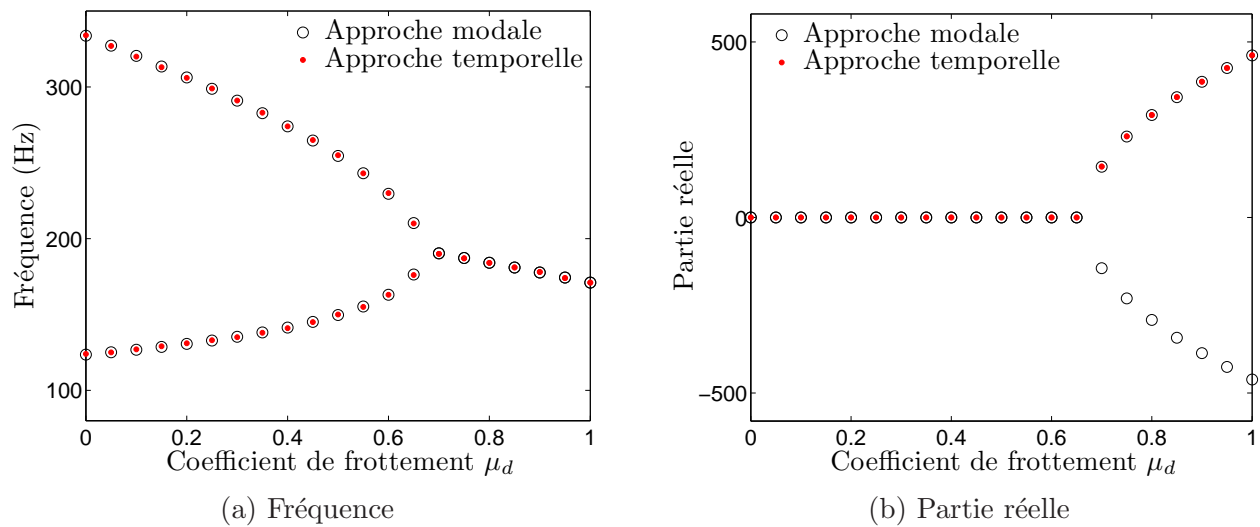 Approche modale
Approche temporelle
300
200
100
Fréquence (Hz)
0 0.2 0.4 0.6 0.8 1
Coefficient de frottement μd
(a) Fréquence
Approche modale
Approche temporelle
500
0
−500
Partie réelle
0 0.2 0.4 0.6 0.8 1
Coefficient de frottement μd
(b) Partie réelle